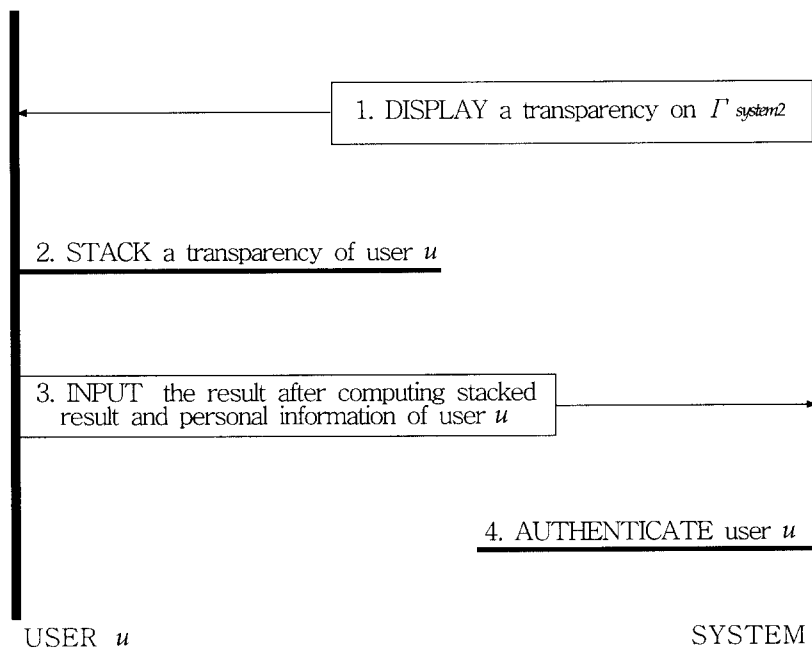 1. DISPLAY a transparency on Γ system2
2. STACK a transparency of user u
3. INPUT the result after computing stacked
result and personal information of user u
4. AUTHENTICATE user u
USER u
SYSTEM